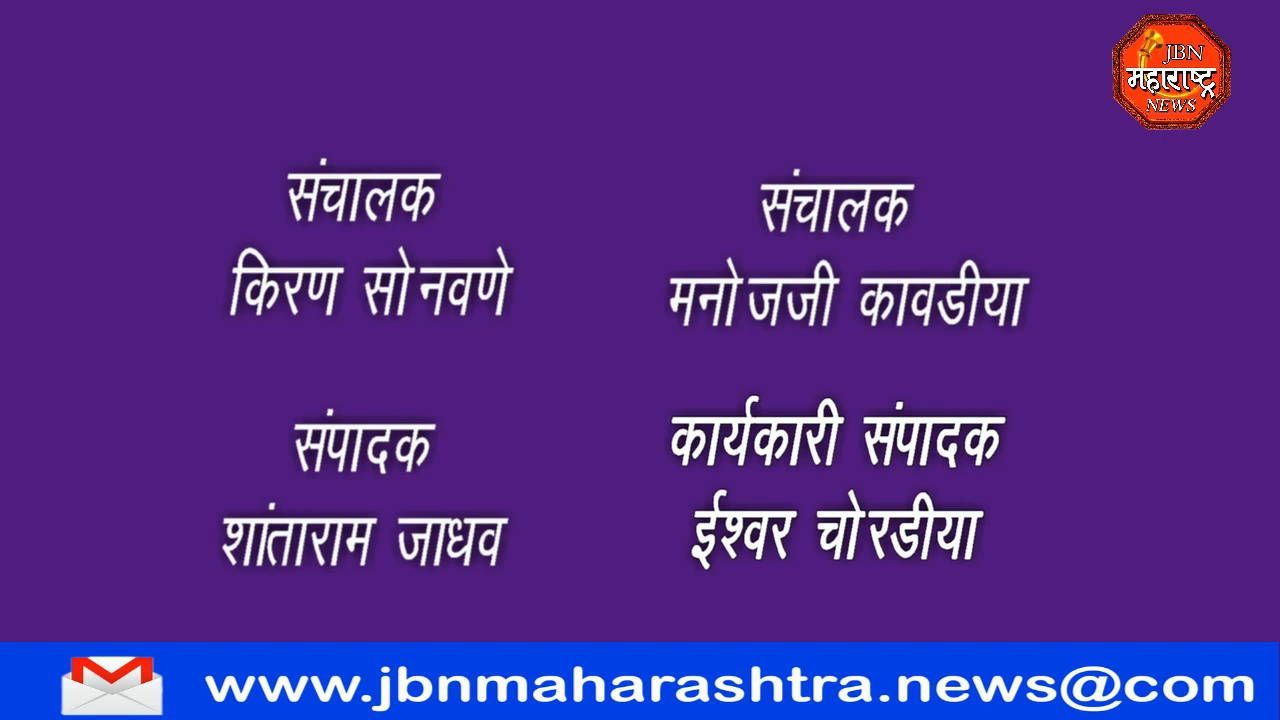 JBN
महाराष्ट्र
NEWS
संचालक
किरण सोनवणे
संचालक
मनोजजी कावडीया
संपादक
शांताराम जाधव
कार्यकारी संपादक
ईश्वर चोरडीया
www.jbnmaharashtra.news@com